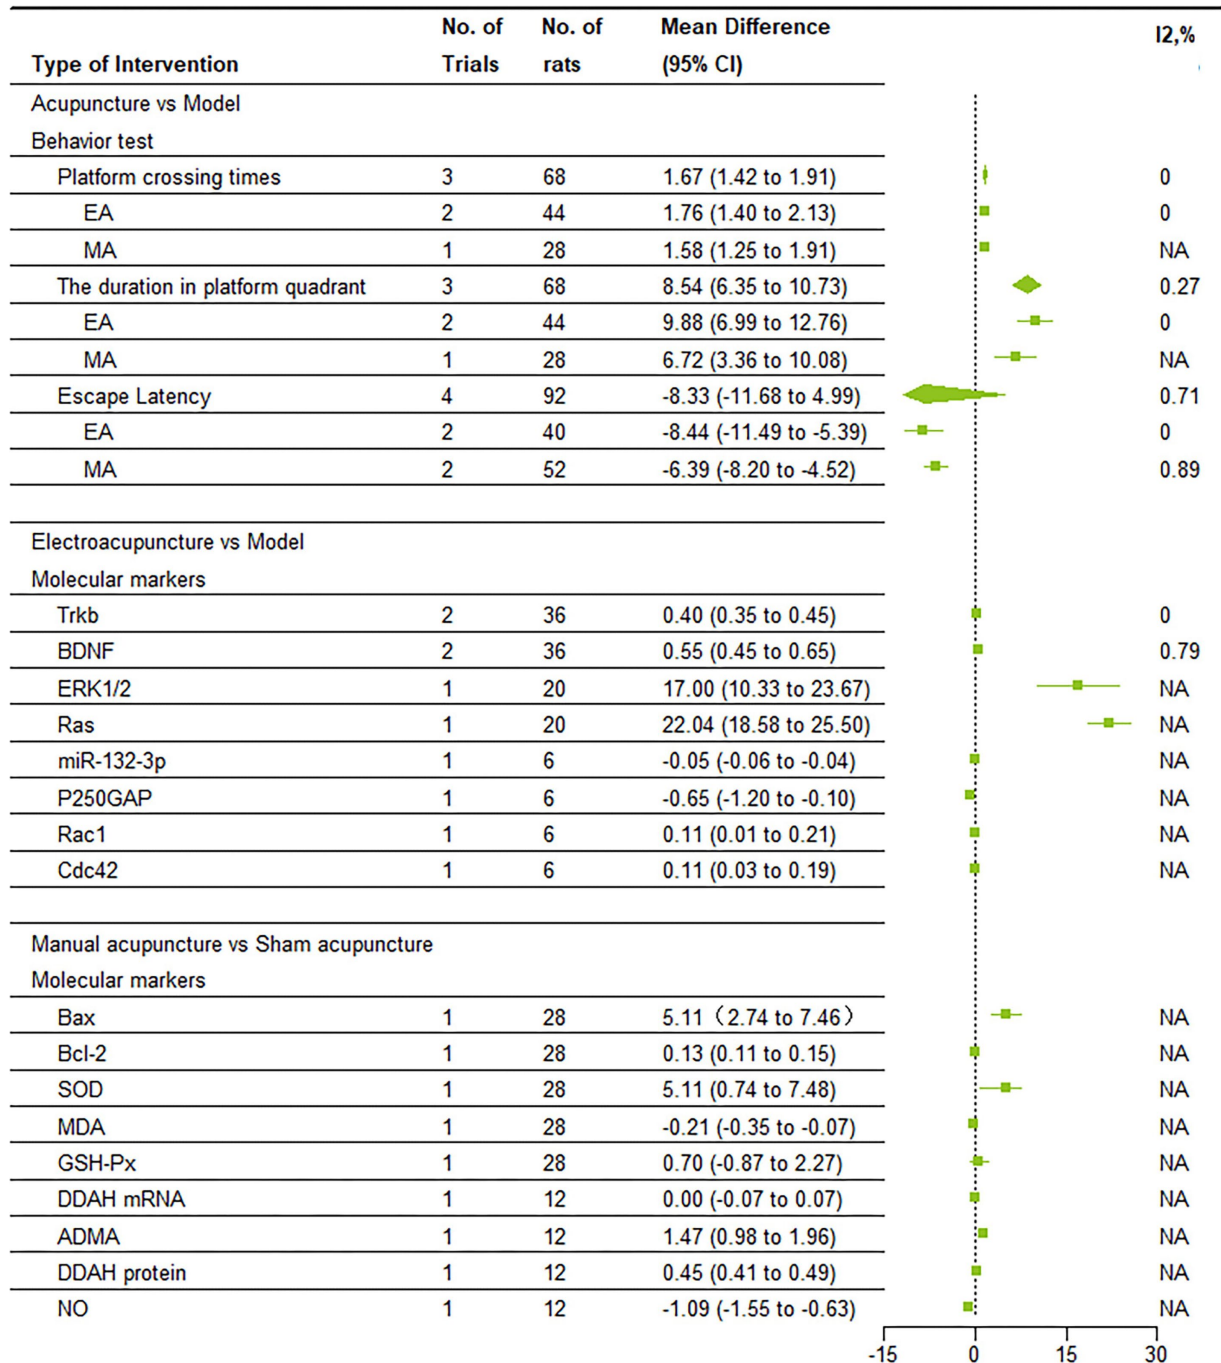 No. of No. of Mean Difference I2,%
Type of Intervention Trials rats (95% CI)
Acupuncture vs Model
Behavior test
Platform crossing times 3 68 1.67 (1.42 to 1.91) 0
EA 2 44 1.76 (1.40 to 2.13) 0
MA 1 28 1.58 (1.25 to 1.91) NA
The duration in platform quadrant 3 68 8.54 (6.35 to 10.73) 0.27
EA 2 44 9.88 (6.99 to 12.76) 0
MA 1 28 6.72 (3.36 to 10.08) NA
Escape Latency 4 92 -8.33 (-11.68 to 4.99) 0.71
EA 2 40 -8.44 (-11.49 to -5.39) 0
MA 2 52 -6.39 (-8.20 to -4.52) 0.89
Electroacupuncture vs Model
Molecular markers
Trkb 2 36 0.40 (0.35 to 0.45) 0
BDNF 2 36 0.55 (0.45 to 0.65) 0.79
ERK1/2 1 20 17.00 (10.33 to 23.67) NA
Ras 1 20 22.04 (18.58 to 25.50) NA
miR-132-3p 1 6 -0.05 (-0.06 to -0.04) NA
P250GAP 1 6 -0.65 (-1.20 to -0.10) NA
Rac1 1 6 0.11 (0.01 to 0.21) NA
Cdc42 1 6 0.11 (0.03 to 0.19) NA
Manual acupuncture vs Sham acupuncture
Molecular markers
Bax 1 28 5.11（2.74 to 7.46） NA
Bcl-2 1 28 0.13 (0.11 to 0.15) NA
SOD 1 28 5.11 (0.74 to 7.48) NA
MDA 1 28 -0.21 (-0.35 to -0.07) NA
GSH-Px 1 28 0.70 (-0.87 to 2.27) NA
DDAH mRNA 1 12 0.00 (-0.07 to 0.07) NA
ADMA 1 12 1.47 (0.98 to 1.96) NA
DDAH protein 1 12 0.45 (0.41 to 0.49) NA
NO 1 12 -1.09 (-1.55 to -0.63) NA
-15 0 15 30